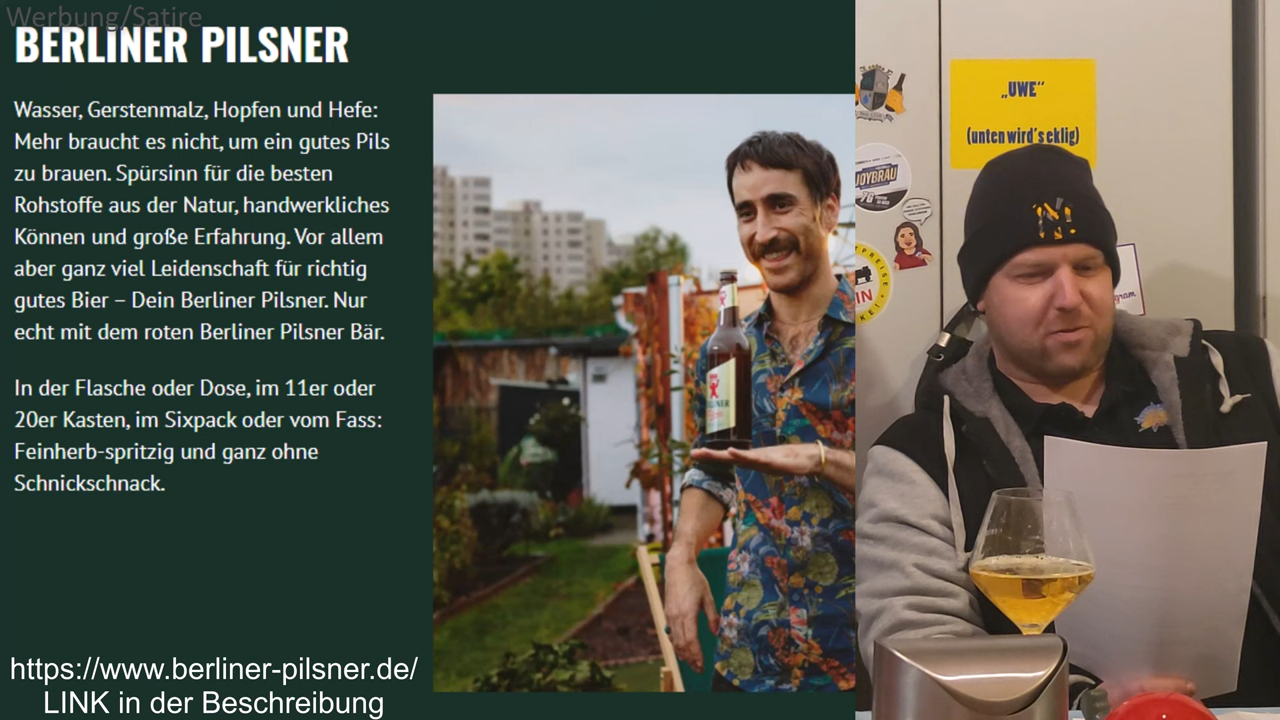 Werbung/Satire
BERLINER PILSNER
Wasser, Gerstenmalz, Hopfen und Hefe:
Mehr braucht es nicht, um ein gutes Pils
zu brauen. Spürsinn für die besten
Rohstoffe aus der Natur, handwerkliches
Können und große Erfahrung. Vor allem
aber ganz viel Leidenschaft für richtig
gutes Bier – Dein Berliner Pilsner. Nur
echt mit dem roten Berliner Pilsner Bär.
In der Flasche oder Dose, im 11er oder
20er Kasten, im Sixpack oder vom Fass:
Feinherb-spritzig und ganz ohne
Schnickschnack.
https://www.berliner-pilsner.de/
LINK in der Beschreibung
„UWE“
(unten wird´s eklig)
JOYBRÄU
N!